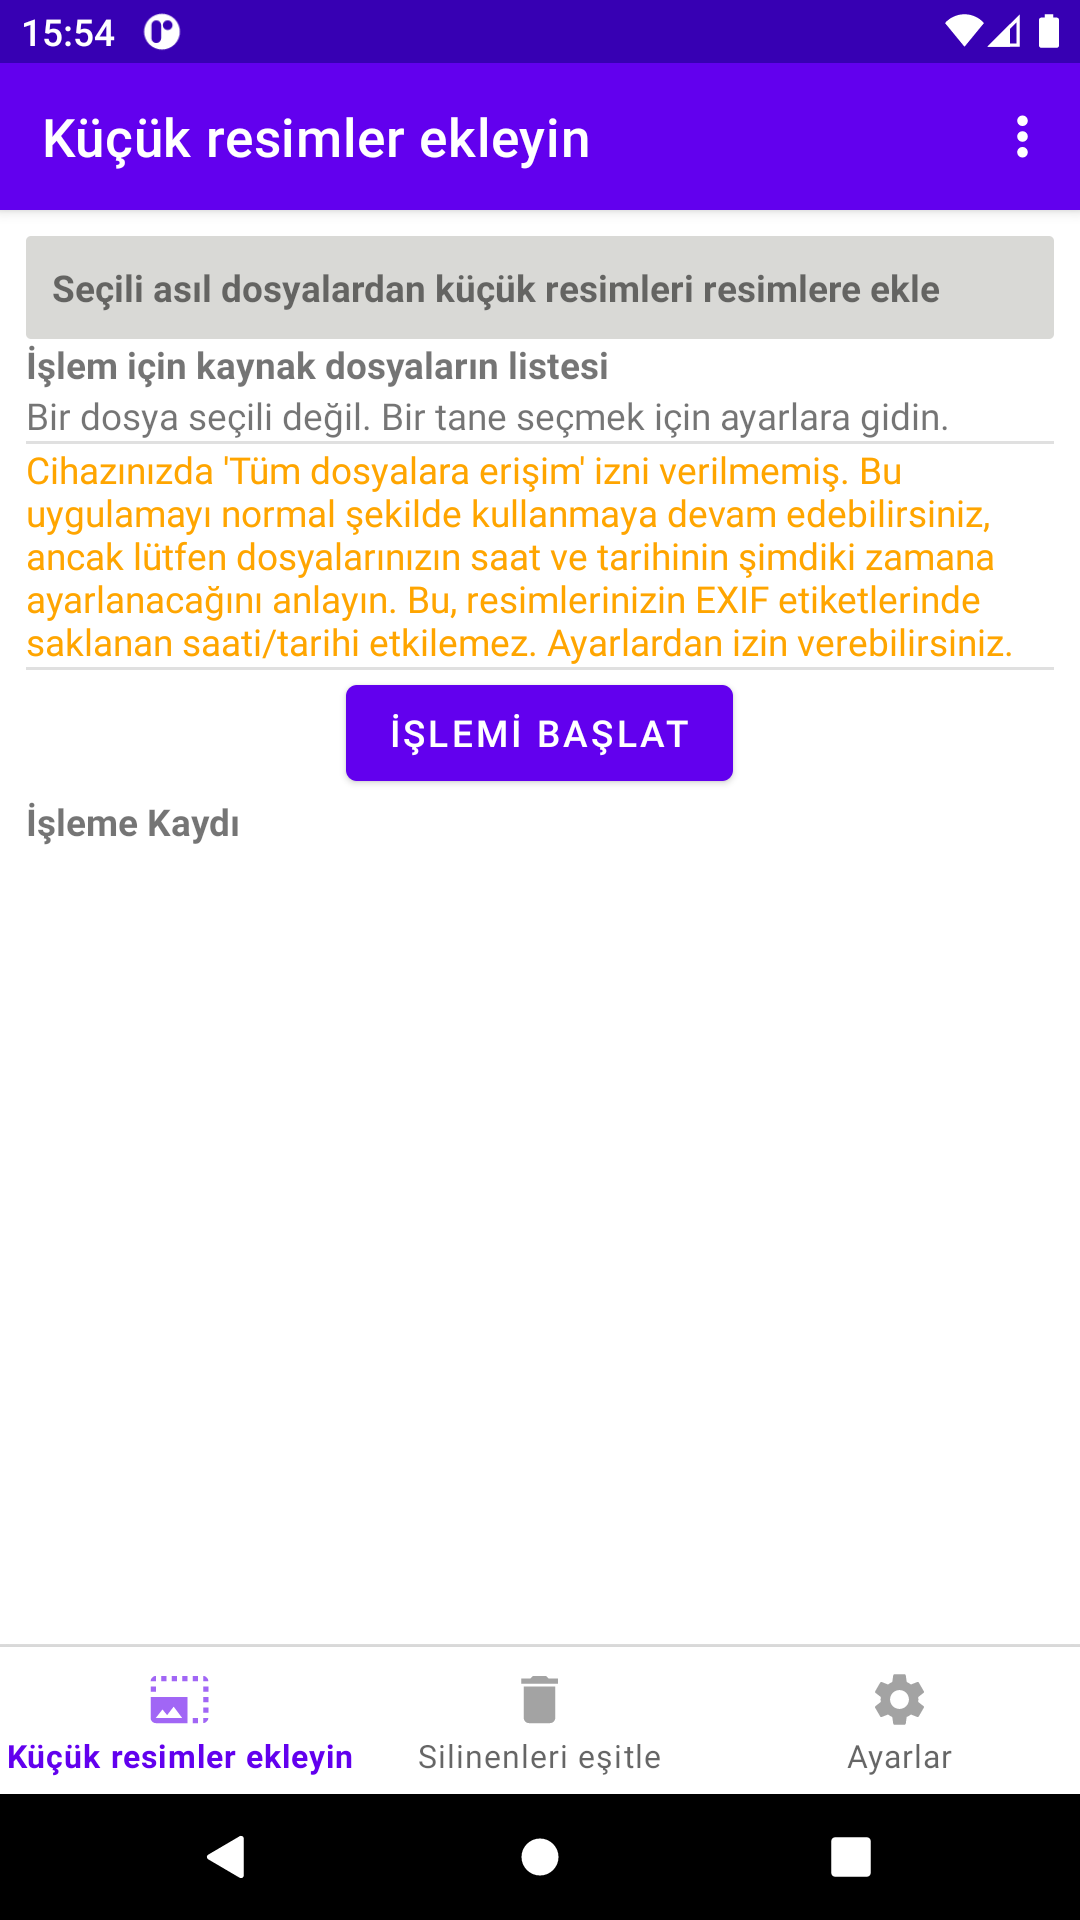 15:54
Küçük resimler ekleyin
Seçili asıl dosyalardan küçük resimleri resimlere ekle
İşlem için kaynak dosyaların listesi
Bir dosya seçili değil. Bir tane seçmek için ayarlara gidin.
Cihazınızda 'Tüm dosyalara erişim' izni verilmemiş. Bu
uygulamayı normal şekilde kullanmaya devam edebilirsiniz,
ancak lütfen dosyalarınızın saat ve tarihinin şimdiki zamana
ayarlanacağını anlayın. Bu, resimlerinizin EXIF etiketlerinde
saklanan saati/tarihi etkilemez. Ayarlardan izin verebilirsiniz.
İŞLEMİ BAŞLAT
İşleme Kaydı
Küçük resimler ekleyin
Silinenleri eşitle
Ayarlar